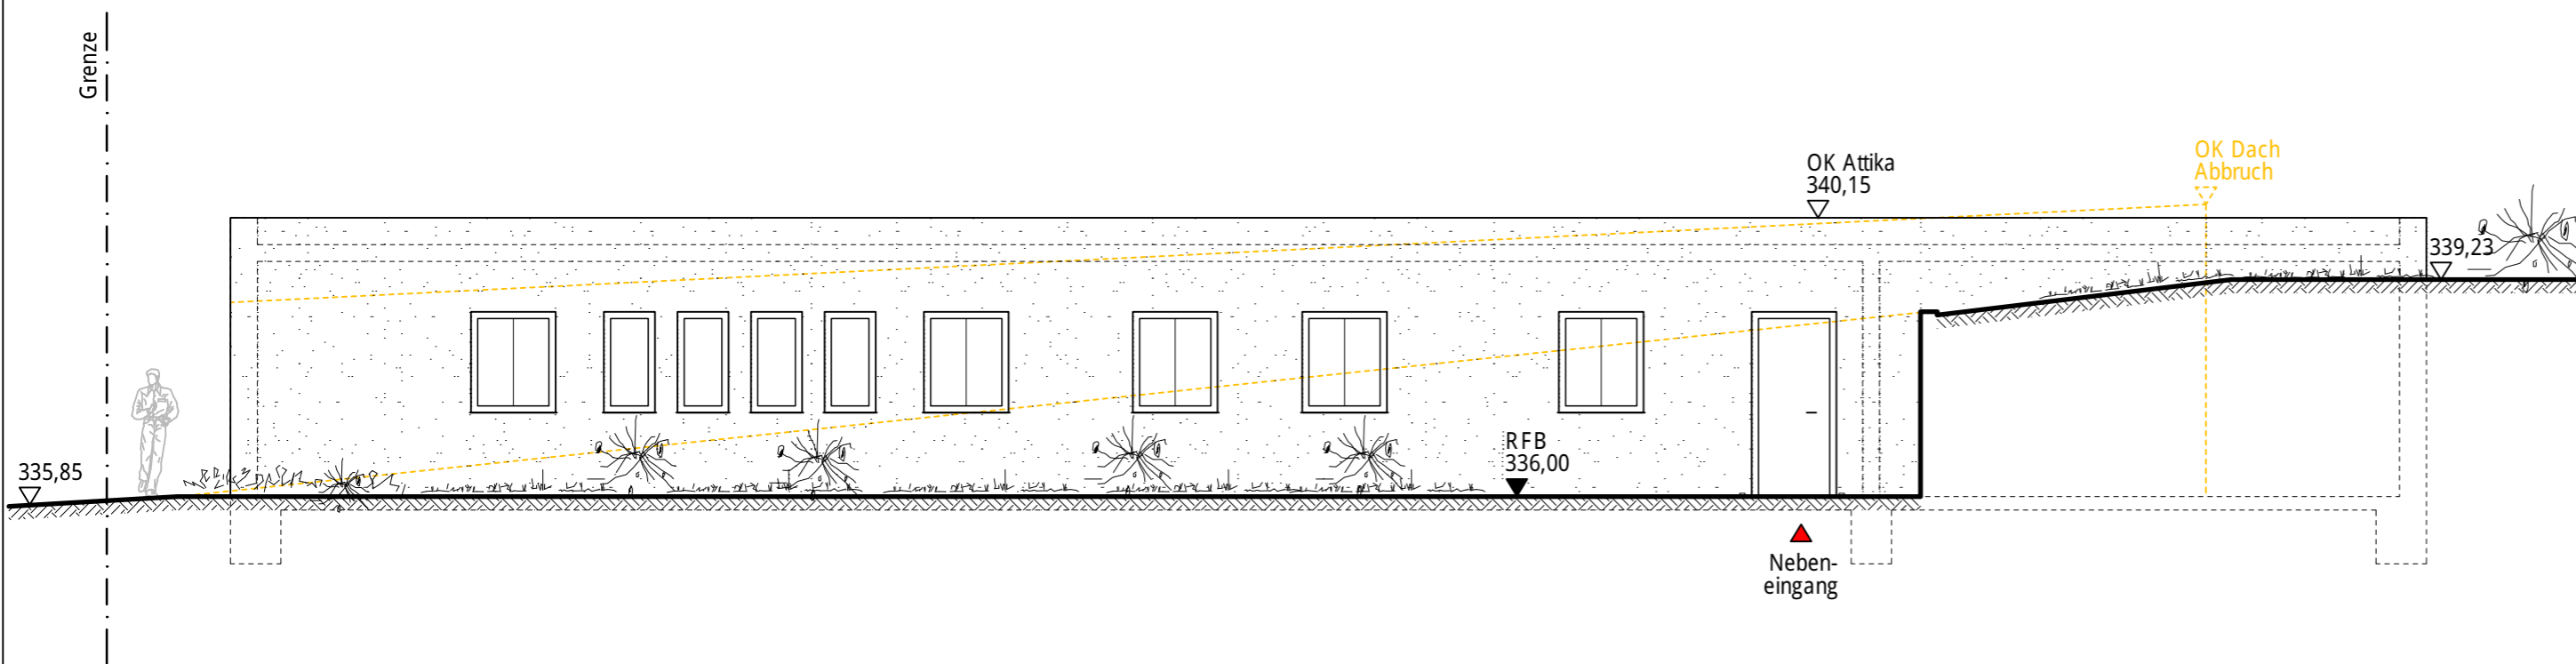 Grenze
OK Dach
Abbruch
OK Attika
340,15
339,23
RFB
336,00
335,85
Neben-
eingang